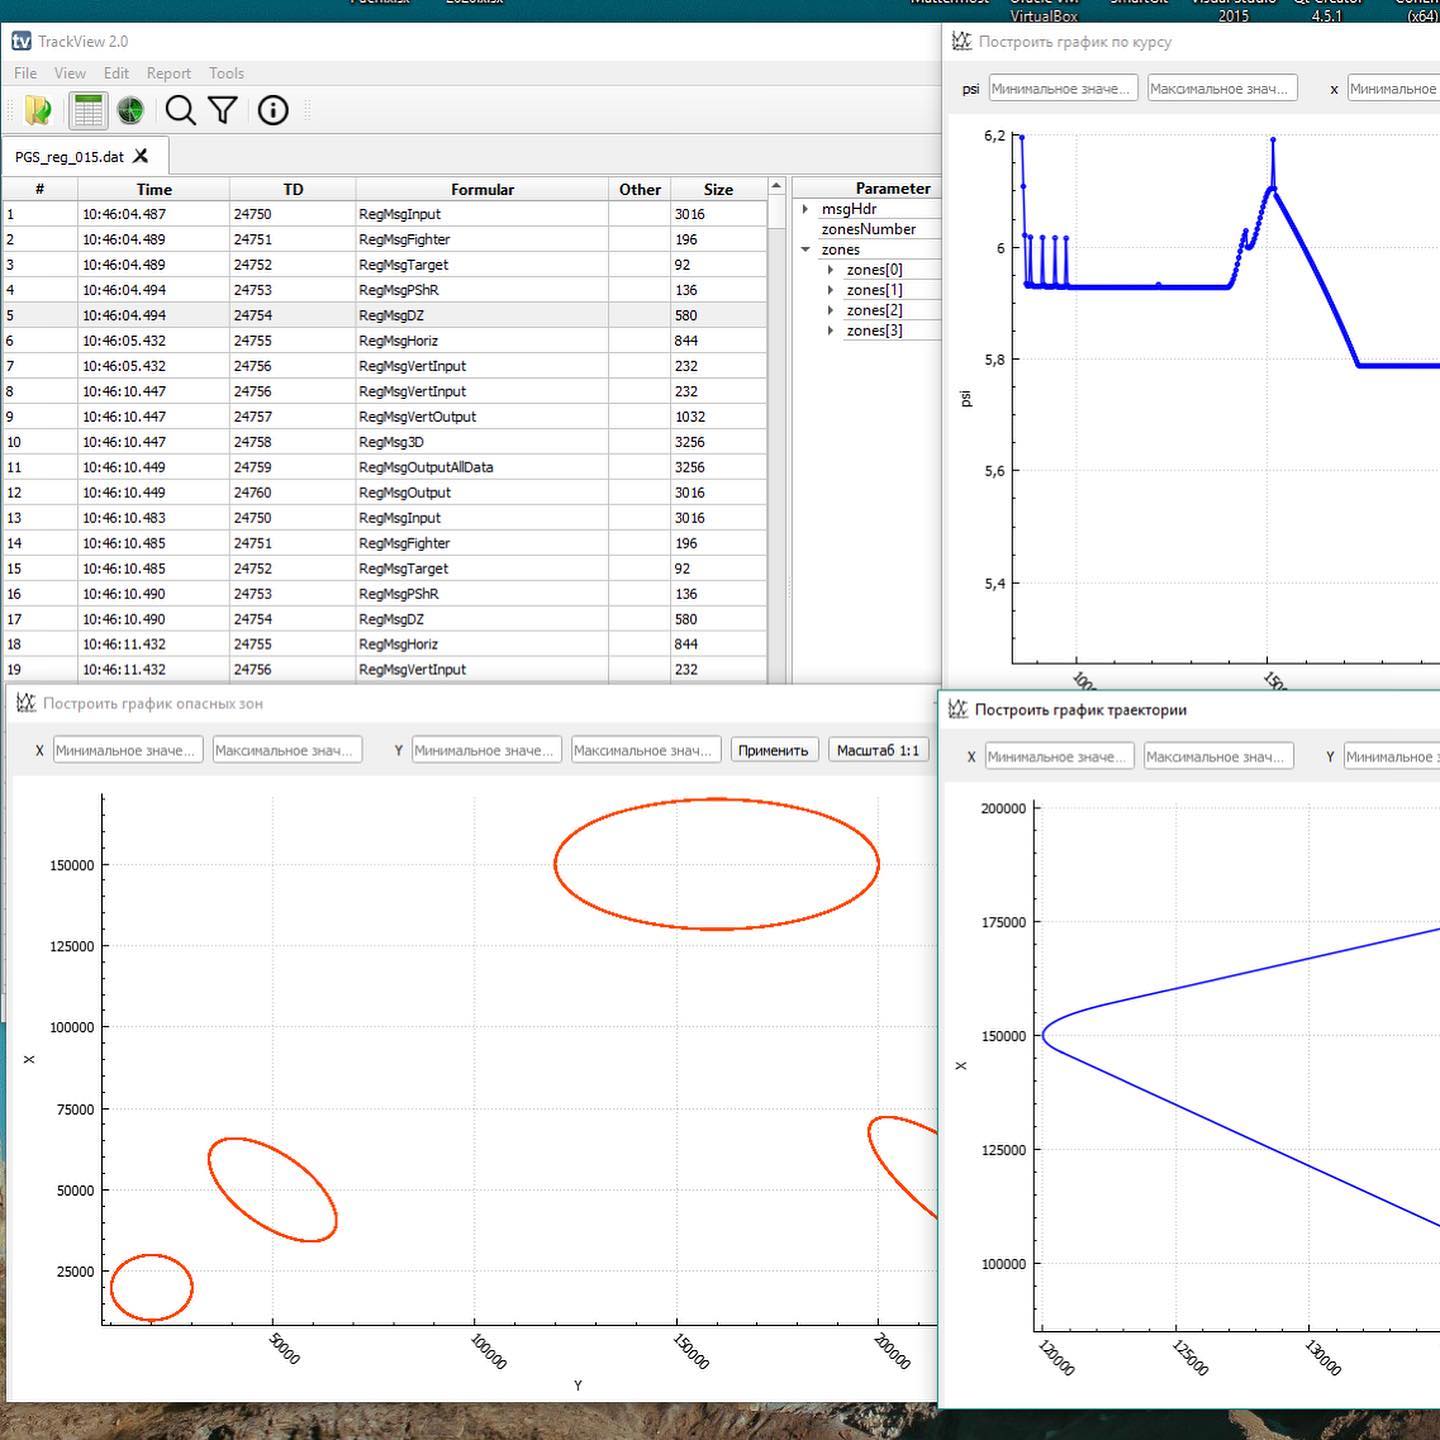 VirtualBox
2015
4.5.1
(x64)
TrackView 2.0
File View Edit Report Tools
PGS_reg_015.dat
# Time TD Formular Other Size
1 10:46:04.487 24750 RegMsgInput 3016
2 10:46:04.489 24751 RegMsgFighter 196
3 10:46:04.489 24752 RegMsgTarget 92
4 10:46:04.494 24753 RegMsgPShR 136
5 10:46:04.494 24754 RegMsgDZ 580
6 10:46:05.432 24755 RegMsgHoriz 844
7 10:46:05.432 24756 RegMsgVertInput 232
8 10:46:10.447 24756 RegMsgVertInput 232
9 10:46:10.447 24757 RegMsgVertOutput 1032
10 10:46:10.447 24758 RegMsg3D 3256
11 10:46:10.449 24759 RegMsgOutputAllData 3256
12 10:46:10.449 24760 RegMsgOutput 3016
13 10:46:10.483 24750 RegMsgInput 3016
14 10:46:10.485 24751 RegMsgFighter 196
15 10:46:10.485 24752 RegMsgTarget 92
16 10:46:10.490 24753 RegMsgPShR 136
17 10:46:10.490 24754 RegMsgDZ 580
18 10:46:11.432 24755 RegMsgHoriz 844
19 10:46:11.432 24756 RegMsgVertInput 232
Parameter
msgHdr
zonesNumber
zones
zones[0]
zones[1]
zones[2]
zones[3]
Построить график по курсу
psi Минимальное значе... Максимальное знач... x Минимальное
6,2
6
5,8
5,6
5,4
psi
Построить график опасных зон
X Минимальное значе... Максимальное знач... Y Минимальное значе... Максимальное знач... Применить Масштаб 1:1
150000
125000
100000
75000
50000
25000
X
50000 100000 150000 200000
Y
Построить график траектории
X Минимальное значе... Максимальное знач... Y Минимальное
200000
175000
150000
125000
100000
X
120000 125000 130000